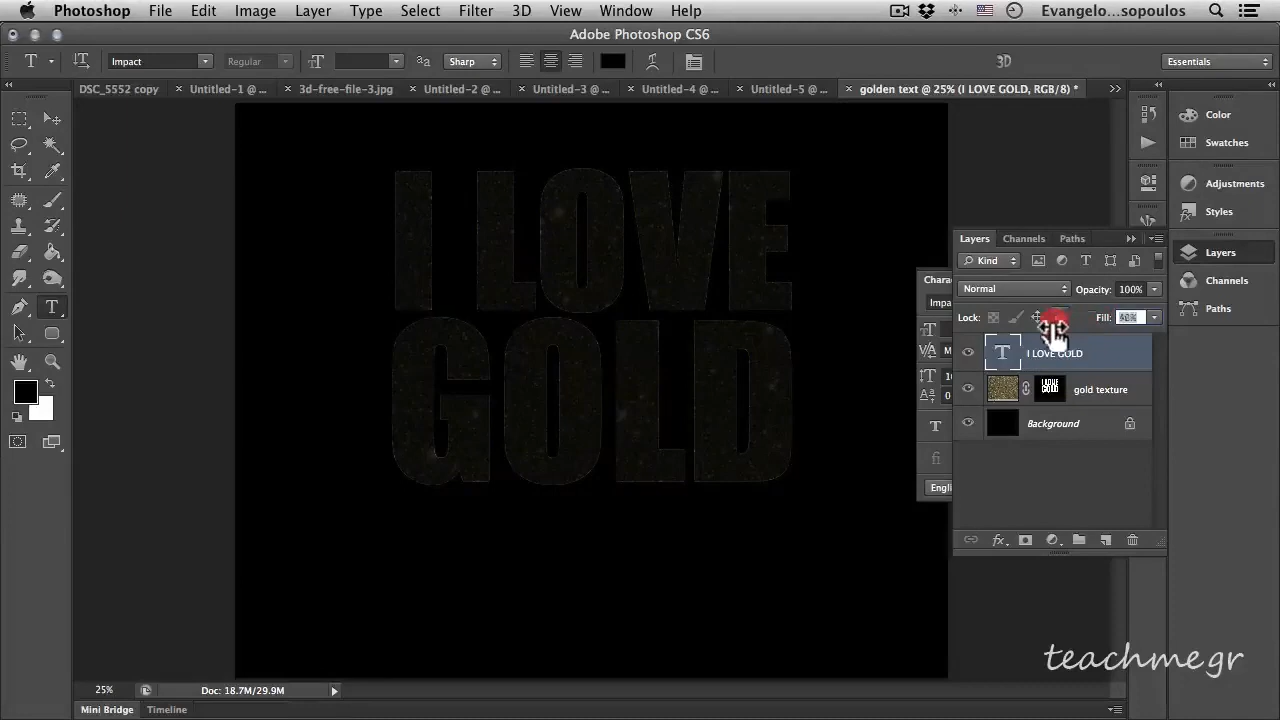 Photoshop File Edit Image Layer Type Select Filter 3D View Window Help Evangelo...sopoulos
Adobe Photoshop CS6
T Impact Regular Sharp 3D Essentials
DSC_5552 copy × Untitled-1 @ ... × 3d-free-file-3.jpg × Untitled-2 @ ... × Untitled-3 @ ... × Untitled-4 @ ... × Untitled-5 @ ... × golden text @ 25% (I LOVE GOLD, RGB/8) *
Color
Swatches
Adjustments
Styles
Layers
Channels
Paths
I LOVE
GOLD
Layers Channels Paths
Kind
Normal Opacity: 100%
Lock: Fill:
I LOVE GOLD
gold texture
Background
Charac
Impa
T
Engli
teachme.gr
25% Doc: 18.7M/29.9M
Mini Bridge Timeline